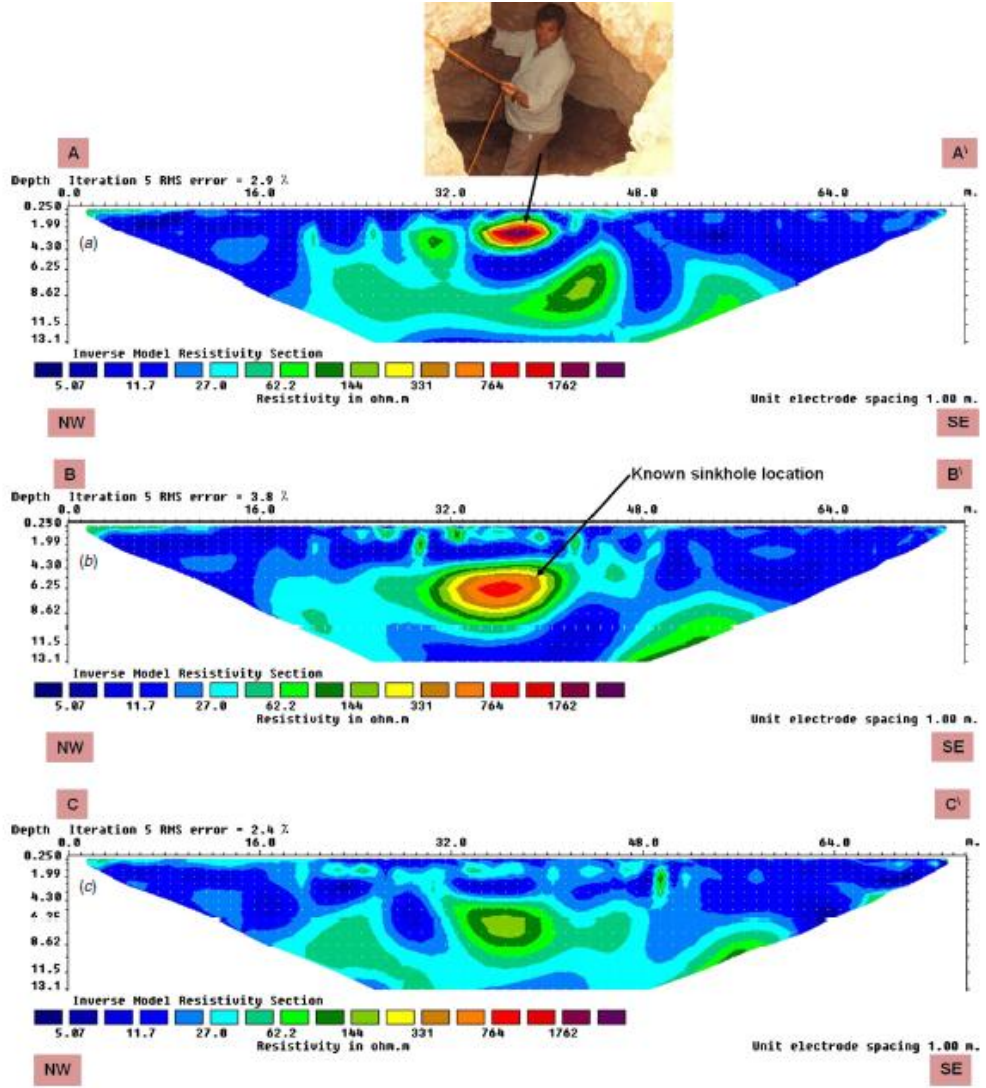 A A\
Depth Iteration 5 RMS error = 2.9 %
0.0 16.0 32.0 48.0 64.0 m.
0.250
1.99
4.30
6.25
8.62
11.5
13.1
(a)
Inverse Model Resistivity Section
5.07 11.7 27.0 62.2 144 331 764 1762
Resistivity in ohm.m Unit electrode spacing 1.00 m.
NW SE
B B\
Known sinkhole location
Depth Iteration 5 RMS error = 3.8 %
0.0 16.0 32.0 48.0 64.0 m.
0.250
1.99
4.30
6.25
8.62
11.5
13.1
(b)
Inverse Model Resistivity Section
5.07 11.7 27.0 62.2 144 331 764 1762
Resistivity in ohm.m Unit electrode spacing 1.00 m.
NW SE
C C\
Depth Iteration 5 RMS error = 2.4 %
0.0 16.0 32.0 48.0 64.0 m.
0.250
1.99
4.30
8.62
11.5
13.1
(c)
Inverse Model Resistivity Section
5.07 11.7 27.0 62.2 144 331 764 1762
Resistivity in ohm.m Unit electrode spacing 1.00 m.
NW SE